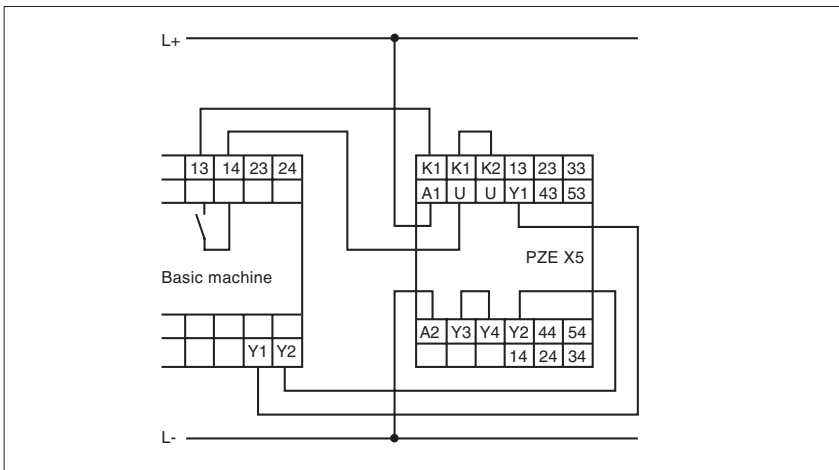 L+
13 14 23 24
K1 K1 K2 13 23 33
A1 U U Y1 43 53
PZE X5
Basic machine
A2 Y3 Y4 Y2 44 54
Y1 Y2
14 24 34
L-